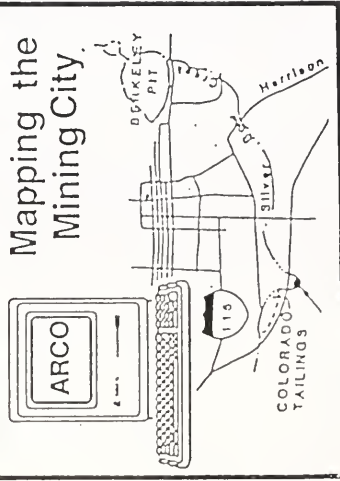 Mapping the
Mining City.
ARCO
BERKELEY
PIT
115
Harrison
Silver
COLORADO
TAILINGS